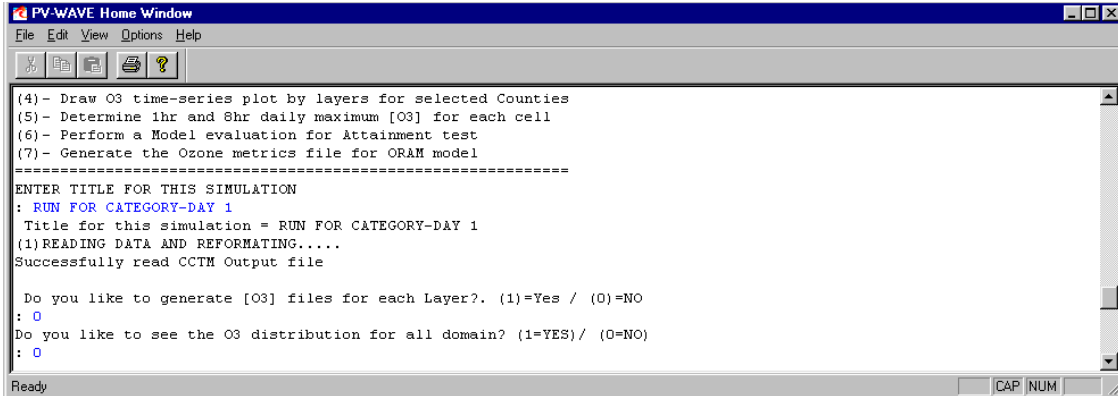 PV-WAVE Home Window
File Edit View Options Help
(4)- Draw O3 time-series plot by layers for selected Counties
(5)- Determine 1hr and 8hr daily maximum [O3] for each cell
(6)- Perform a Model evaluation for Attainment test
(7)- Generate the Ozone metrics file for ORAM model
=============================================================
ENTER TITLE FOR THIS SIMULATION
: RUN FOR CATEGORY-DAY 1
Title for this simulation = RUN FOR CATEGORY-DAY 1
(1)READING DATA AND REFORMATING.....
Successfully read CCTM Output file
Do you like to generate [O3] files for each Layer?. (1)=Yes / (0)=NO
: 0
Do you like to see the O3 distribution for all domain? (1=YES)/ (0=NO)
: 0
Ready CAP NUM